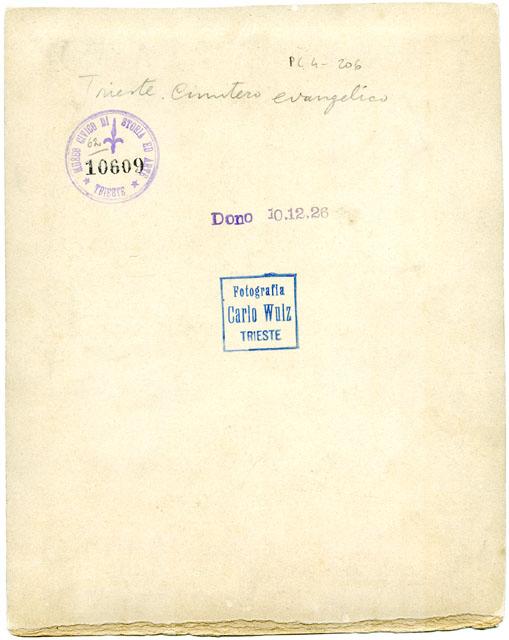 PC 4 - 206
Trieste. Cimitero evangelico
MUSEO CIVICO DI STORIA ED ARTE
62
10609
★ TRIESTE ★
Dono 10.12.26
Fotografia
Carlo Wulz
TRIESTE